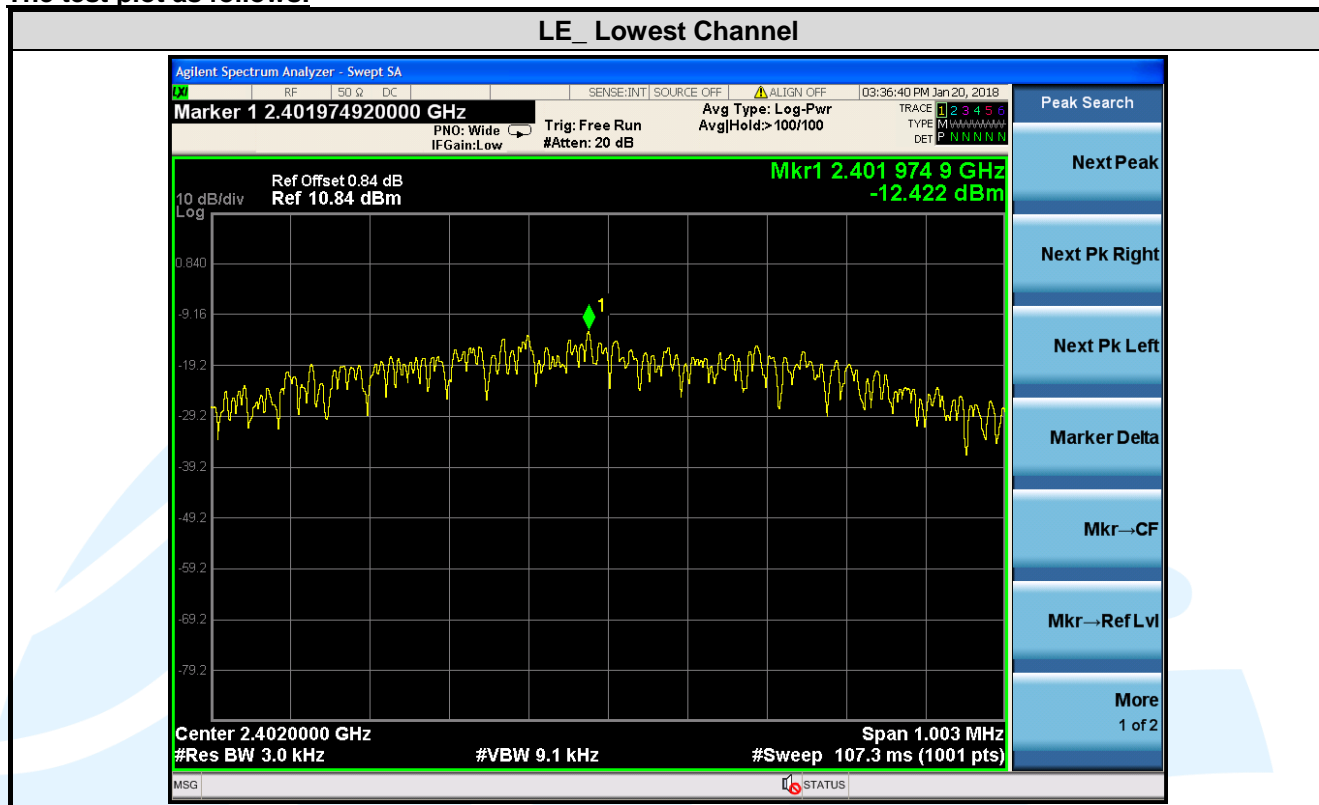 The test plot as follows:
LE_ Lowest Channel
Agilent Spectrum Analyzer - Swept SA
LXI RF 50 Ω DC SENSE:INT SOURCE OFF ALIGN OFF 03:36:40 PM Jan 20, 2018
Marker 1 2.401974920000 GHz
PNO: Wide
IFGain:Low
Trig: Free Run
#Atten: 20 dB
Avg Type: Log-Pwr
Avg|Hold:>100/100
TRACE 1 2 3 4 5 6
TYPE M WWWWW
DET P N N N N N
Mkr1 2.401 974 9 GHz
-12.422 dBm
Ref Offset 0.84 dB
10 dB/div Ref 10.84 dBm
Log
0.840
-9.16
-19.2
-29.2
-39.2
-49.2
-59.2
-69.2
-79.2
1
Center 2.4020000 GHz Span 1.003 MHz
#Res BW 3.0 kHz #VBW 9.1 kHz #Sweep 107.3 ms (1001 pts)
MSG STATUS
Peak Search
Next Peak
Next Pk Right
Next Pk Left
Marker Delta
Mkr→CF
Mkr→Ref Lvl
More
1 of 2